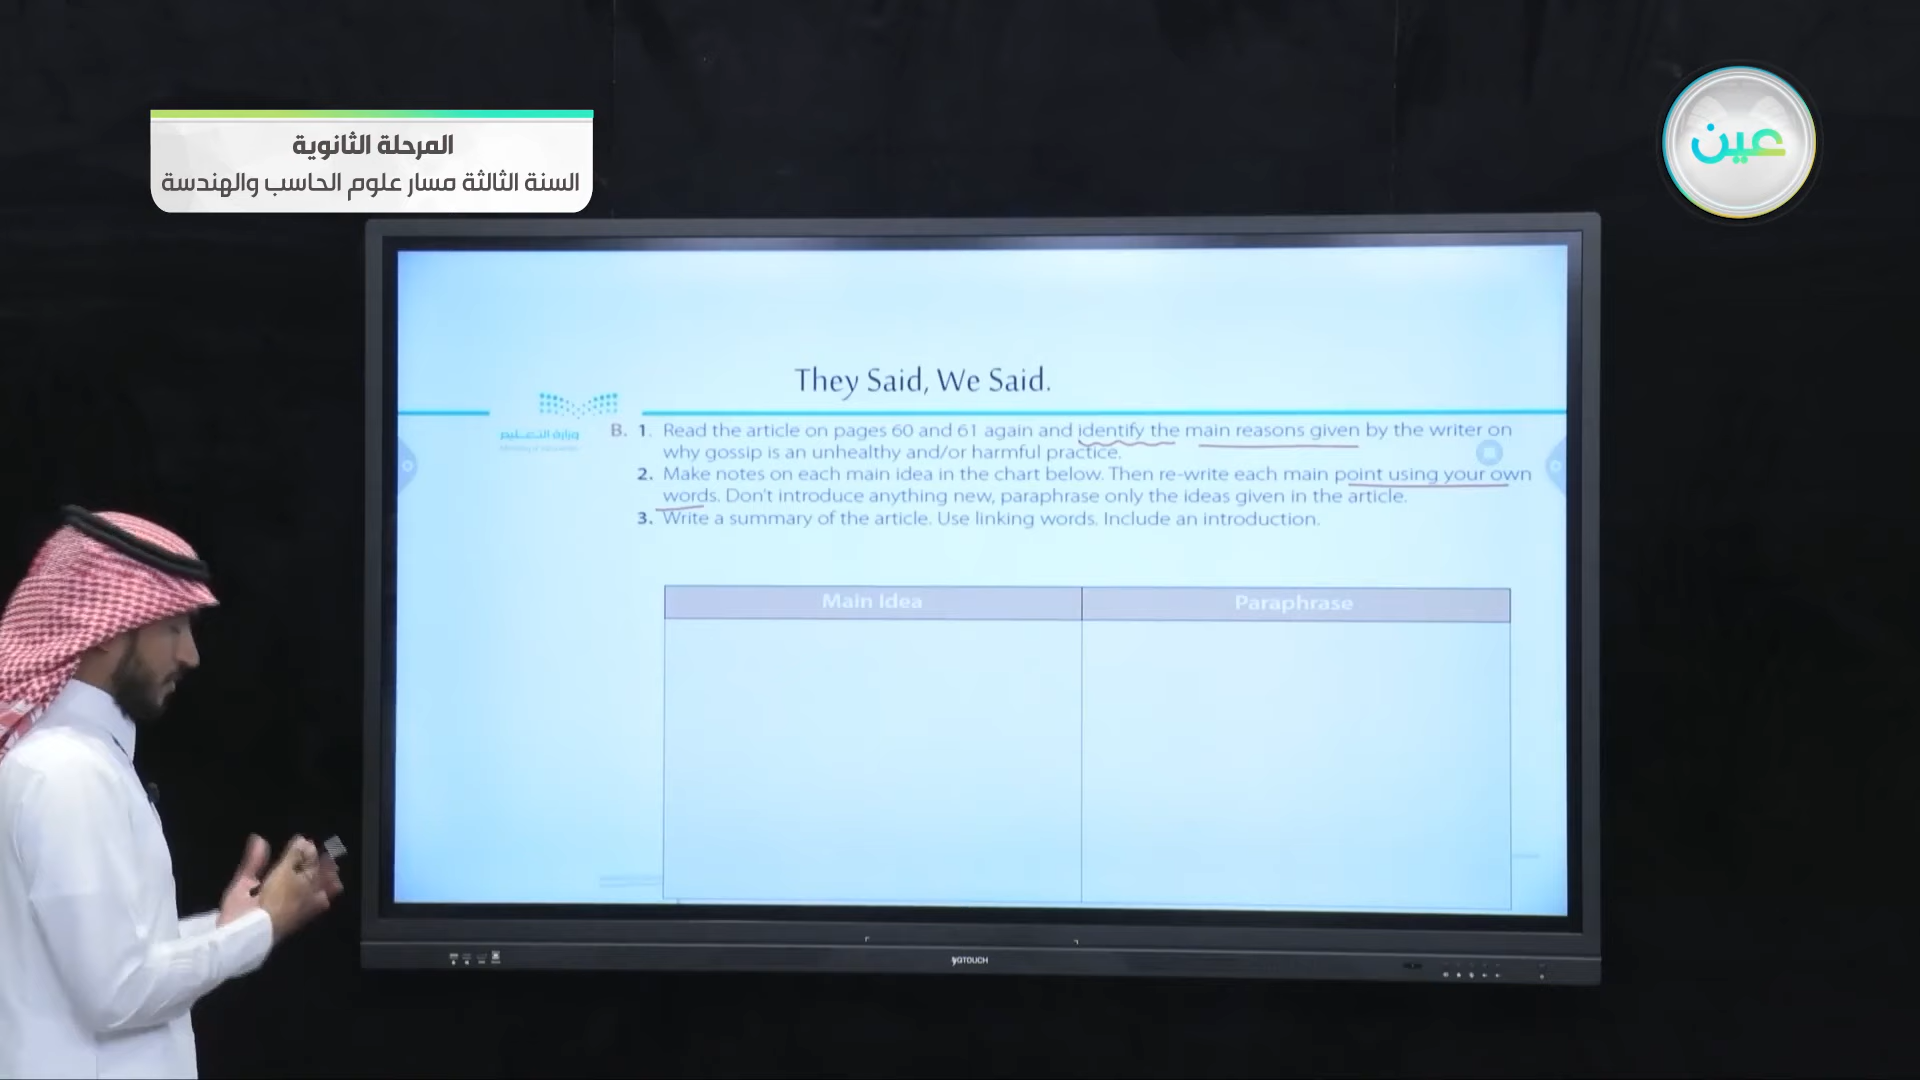 المرحلة الثانوية
السنة الثالثة مسار علوم الحاسب والهندسة
عين
They Said, We Said.
وزارة التعليم
B. 1. Read the article on pages 60 and 61 again and identify the main reasons given by the writer on
why gossip is an unhealthy and/or harmful practice.
2. Make notes on each main idea in the chart below. Then re-write each main point using your own
words. Don't introduce anything new, paraphrase only the ideas given in the article.
3. Write a summary of the article. Use linking words. Include an introduction.
Main Idea
Paraphrase